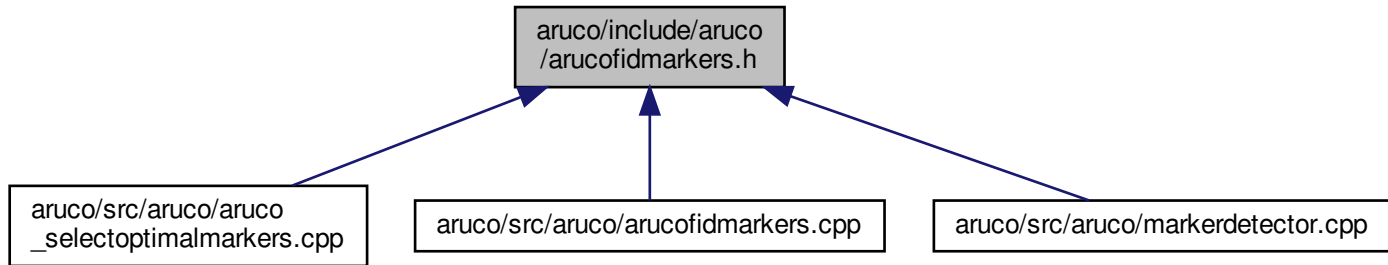 aruco/include/aruco
/arucofidmarkers.h
aruco/src/aruco/aruco
_selectoptimalmarkers.cpp
aruco/src/aruco/arucofidmarkers.cpp
aruco/src/aruco/markerdetector.cpp